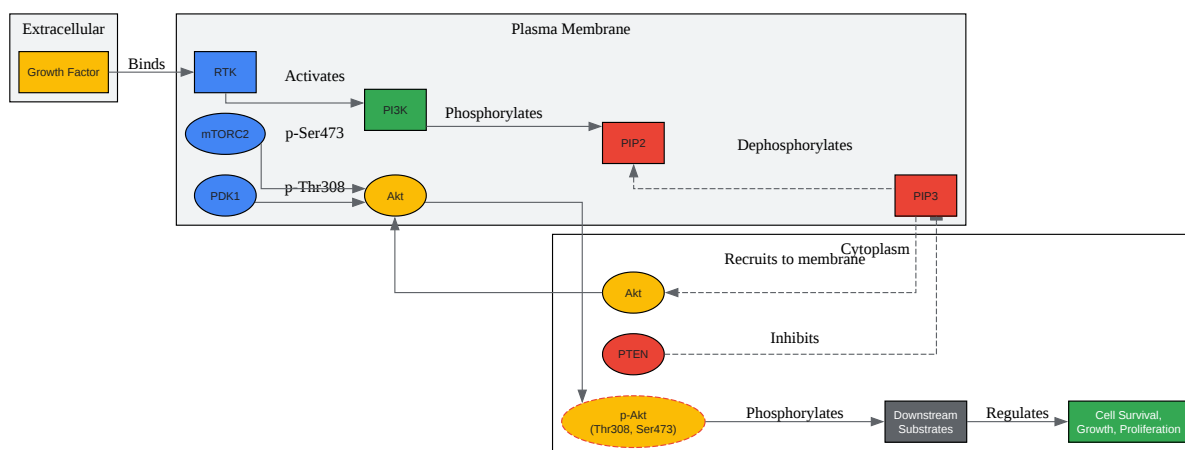 Extracellular
Plasma Membrane
Growth Factor
Binds
RTK
Activates
PI3K
Phosphorylates
mTORC2
p-Ser473
PIP2
Dephosphorylates
PDK1
p-Thr308
Akt
PIP3
Cytoplasm
Recruits to membrane
Akt
Inhibits
PTEN
p-Akt
(Thr308, Ser473)
Phosphorylates
Downstream
Substrates
Regulates
Cell Survival,
Growth, Proliferation